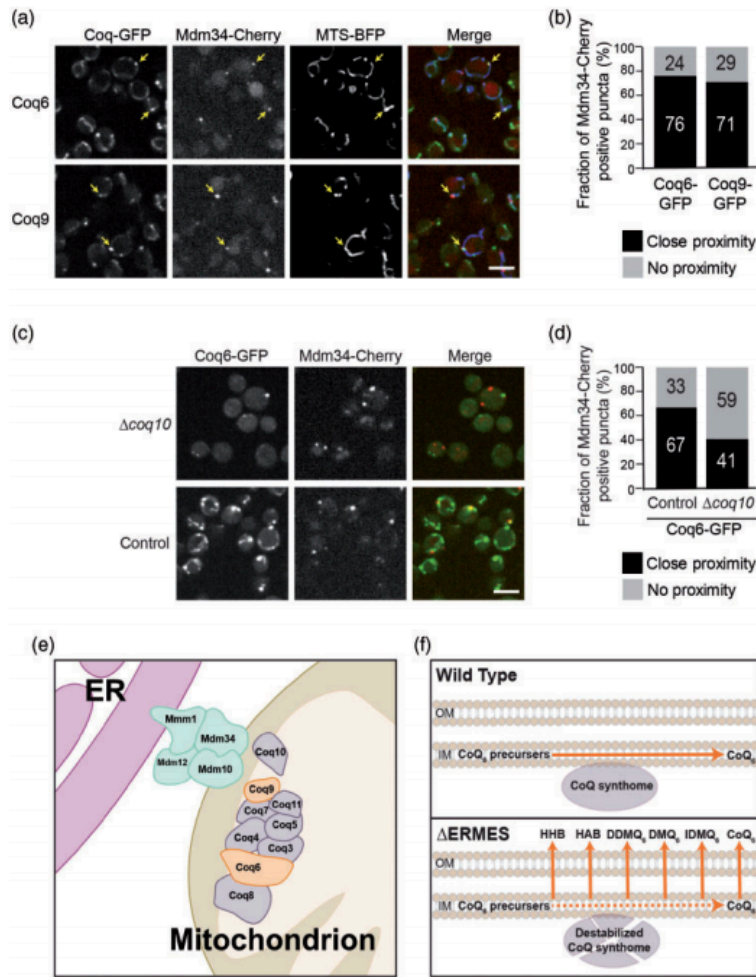 (a)
Coq-GFP Mdm34-Cherry MTS-BFP Merge
Coq6
Coq9
(b)
Fraction of Mdm34-Cherry
positive puncta (%)
100
80
60
40
20
0
24 29
76 71
Coq6-
GFP
Coq9-
GFP
Close proximity
No proximity
(c)
Coq6-GFP Mdm34-Cherry Merge
Δcoq10
Control
(d)
Fraction of Mdm34-Cherry
positive puncta (%)
100
80
60
40
20
0
33 59
67 41
Control Δcoq10
Coq6-GFP
Close proximity
No proximity
(e)
ER
Mmm1
Mdm34
Mdm12
Mdm10
Coq10
Coq9
Coq11
Coq7
Coq5
Coq4
Coq3
Coq6
Coq8
Mitochondrion
(f)
Wild Type
OM
IM CoQ₆ precursers CoQ₆
CoQ synthome
ΔERMES
HHB HAB DDMQ₆ DMQ₆ IDMQ₆ CoQ₆
OM
IM CoQ₆ precursers CoQ₆
Destabilized
CoQ synthome